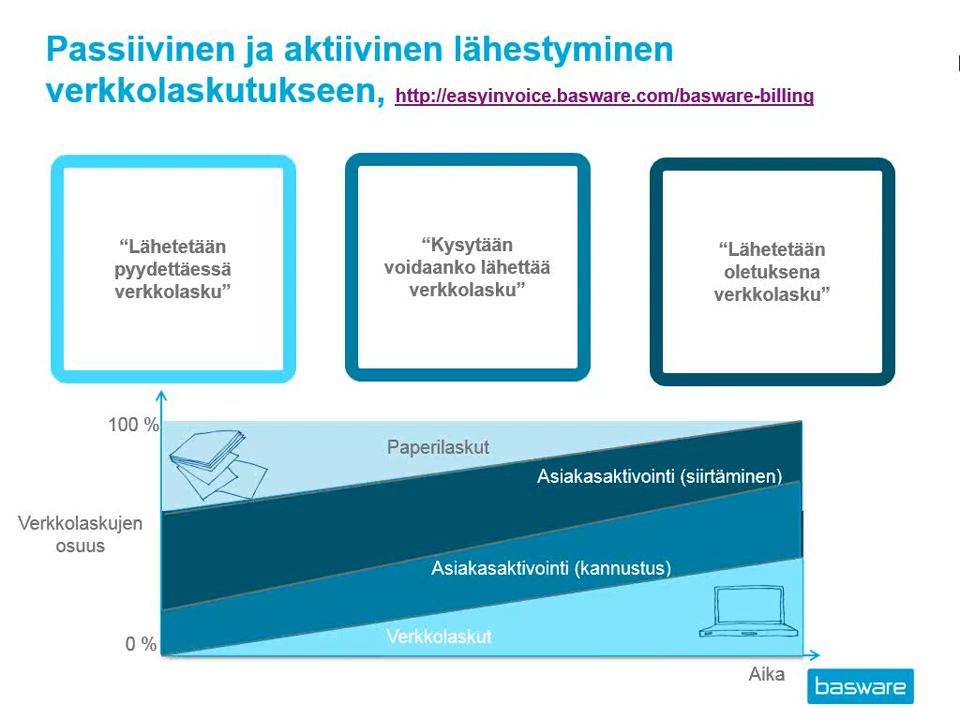 Passiivinen ja aktiivinen lähestyminen
verkkolaskutukseen, http://easyinvoice.basware.com/basware-billing
“Lähetetään
pyydettäessä
verkkolasku”
“Kysytään
voidaanko lähettää
verkkolasku”
“Lähetetään
oletuksena
verkkolasku”
100 %
Paperilaskut
Asiakasaktivointi (siirtäminen)
Verkkolaskujen
osuus
Asiakasaktivointi (kannustus)
Verkkolaskut
0 %
Aika
basware